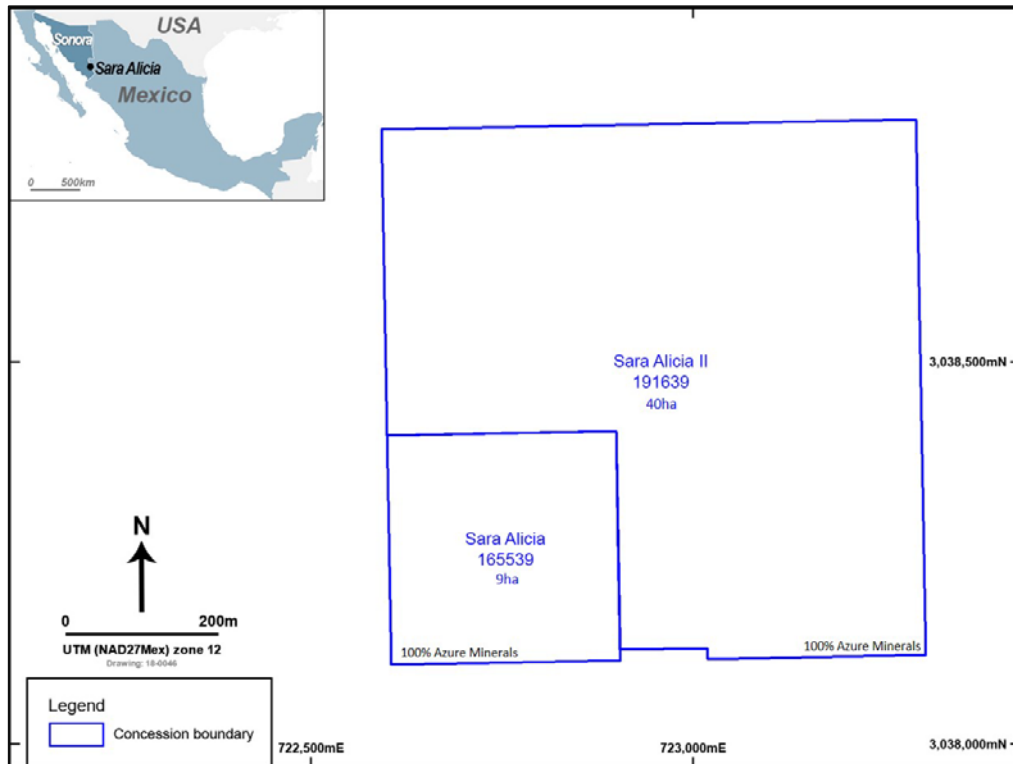 USA
Sonora
Sara Alicia
Mexico
0 500km
Sara Alicia II
191639
40ha
3,038,500mN
Sara Alicia
165539
9ha
N
0 200m
UTM (NAD27Mex) zone 12
Drawing: 18-0046
100% Azure Minerals
100% Azure Minerals
Legend
Concession boundary
722,500mE
723,000mE
3,038,000mN